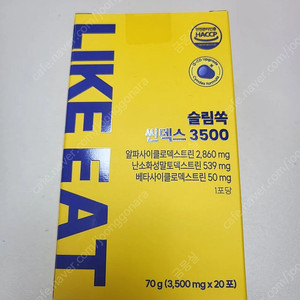 LIKE EAT
HACCP
슬림쏙
씬덱스 3500
알파사이클로덱스트린 2,860 mg
난소화성말토덱스트린 539 mg
베타사이클로덱스트린 50 mg
1포당
70 g (3,500 mg x 20 포)